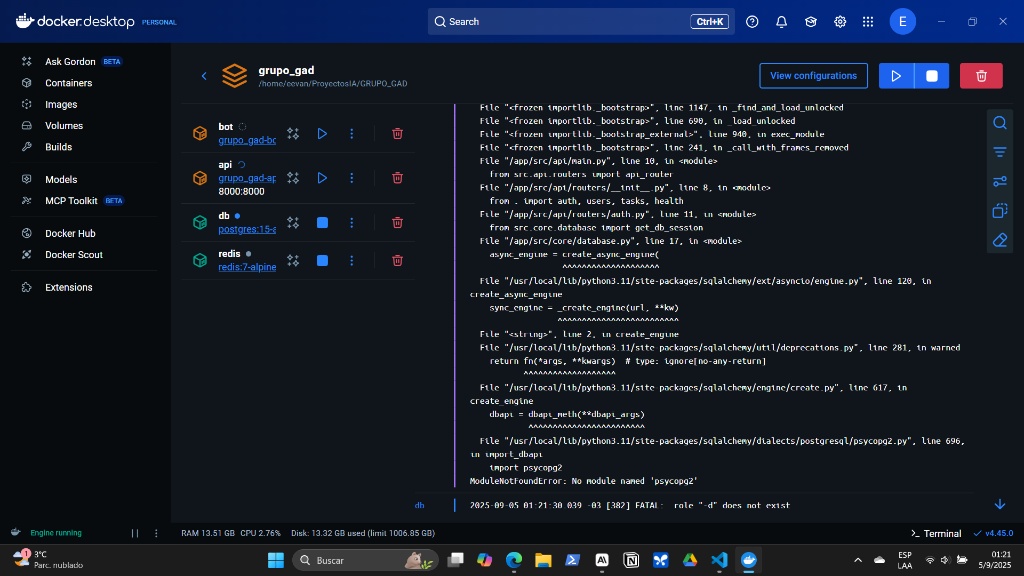 docker.desktop PERSONAL
Search Ctrl+K
E
Ask Gordon BETA
Containers
Images
Volumes
Builds
Models
MCP Toolkit BETA
Docker Hub
Docker Scout
Extensions
grupo_gad
/home/eevan/ProyectosIA/GRUPO_GAD
View configurations
bot
grupo_gad-bo
api
grupo_gad-ap
8000:8000
db
postgres:15-a
redis
redis:7-alpine
File "<frozen importlib._bootstrap>", line 1147, in _find_and_load_unlocked
File "<frozen importlib._bootstrap>", line 690, in _load_unlocked
File "<frozen importlib._bootstrap_external>", line 940, in exec_module
File "<frozen importlib._bootstrap>", line 241, in _call_with_frames_removed
File "/app/src/api/main.py", line 10, in <module>
from src.api.routers import api_router
File "/app/src/api/routers/__init__.py", line 8, in <module>
from . import auth, users, tasks, health
File "/app/src/api/routers/auth.py", line 11, in <module>
from src.core.database import get_db_session
File "/app/src/core/database.py", line 17, in <module>
async_engine = create_async_engine(
^^^^^^^^^^^^^^^^^^^^
File "/usr/local/lib/python3.11/site-packages/sqlalchemy/ext/asyncio/engine.py", line 120, in
create_async_engine
sync_engine = _create_engine(url, **kw)
^^^^^^^^^^^^^^^^^^^^^^^^^
File "<string>", line 2, in create_engine
File "/usr/local/lib/python3.11/site-packages/sqlalchemy/util/deprecations.py", line 281, in warned
return fn(*args, **kwargs)  # type: ignore[no-any-return]
^^^^^^^^^^^^^^^^^^^
File "/usr/local/lib/python3.11/site-packages/sqlalchemy/engine/create.py", line 617, in
create_engine
dbapi = dbapi_meth(**dbapi_args)
^^^^^^^^^^^^^^^^^^^^^^^^
File "/usr/local/lib/python3.11/site-packages/sqlalchemy/dialects/postgresql/psycopg2.py", line 696,
in import_dbapi
import psycopg2
ModuleNotFoundError: No module named 'psycopg2'
db 2025-09-05 01:21:30.039 -03 [382] FATAL:  role "-d" does not exist
Engine running
RAM 13.51 GB CPU 2.76% Disk: 13.32 GB used (limit 1006.85 GB)
Terminal
v4.45.0
1
3°C
Parc. nublado
Buscar
ESP
LAA
01:21
5/9/2025